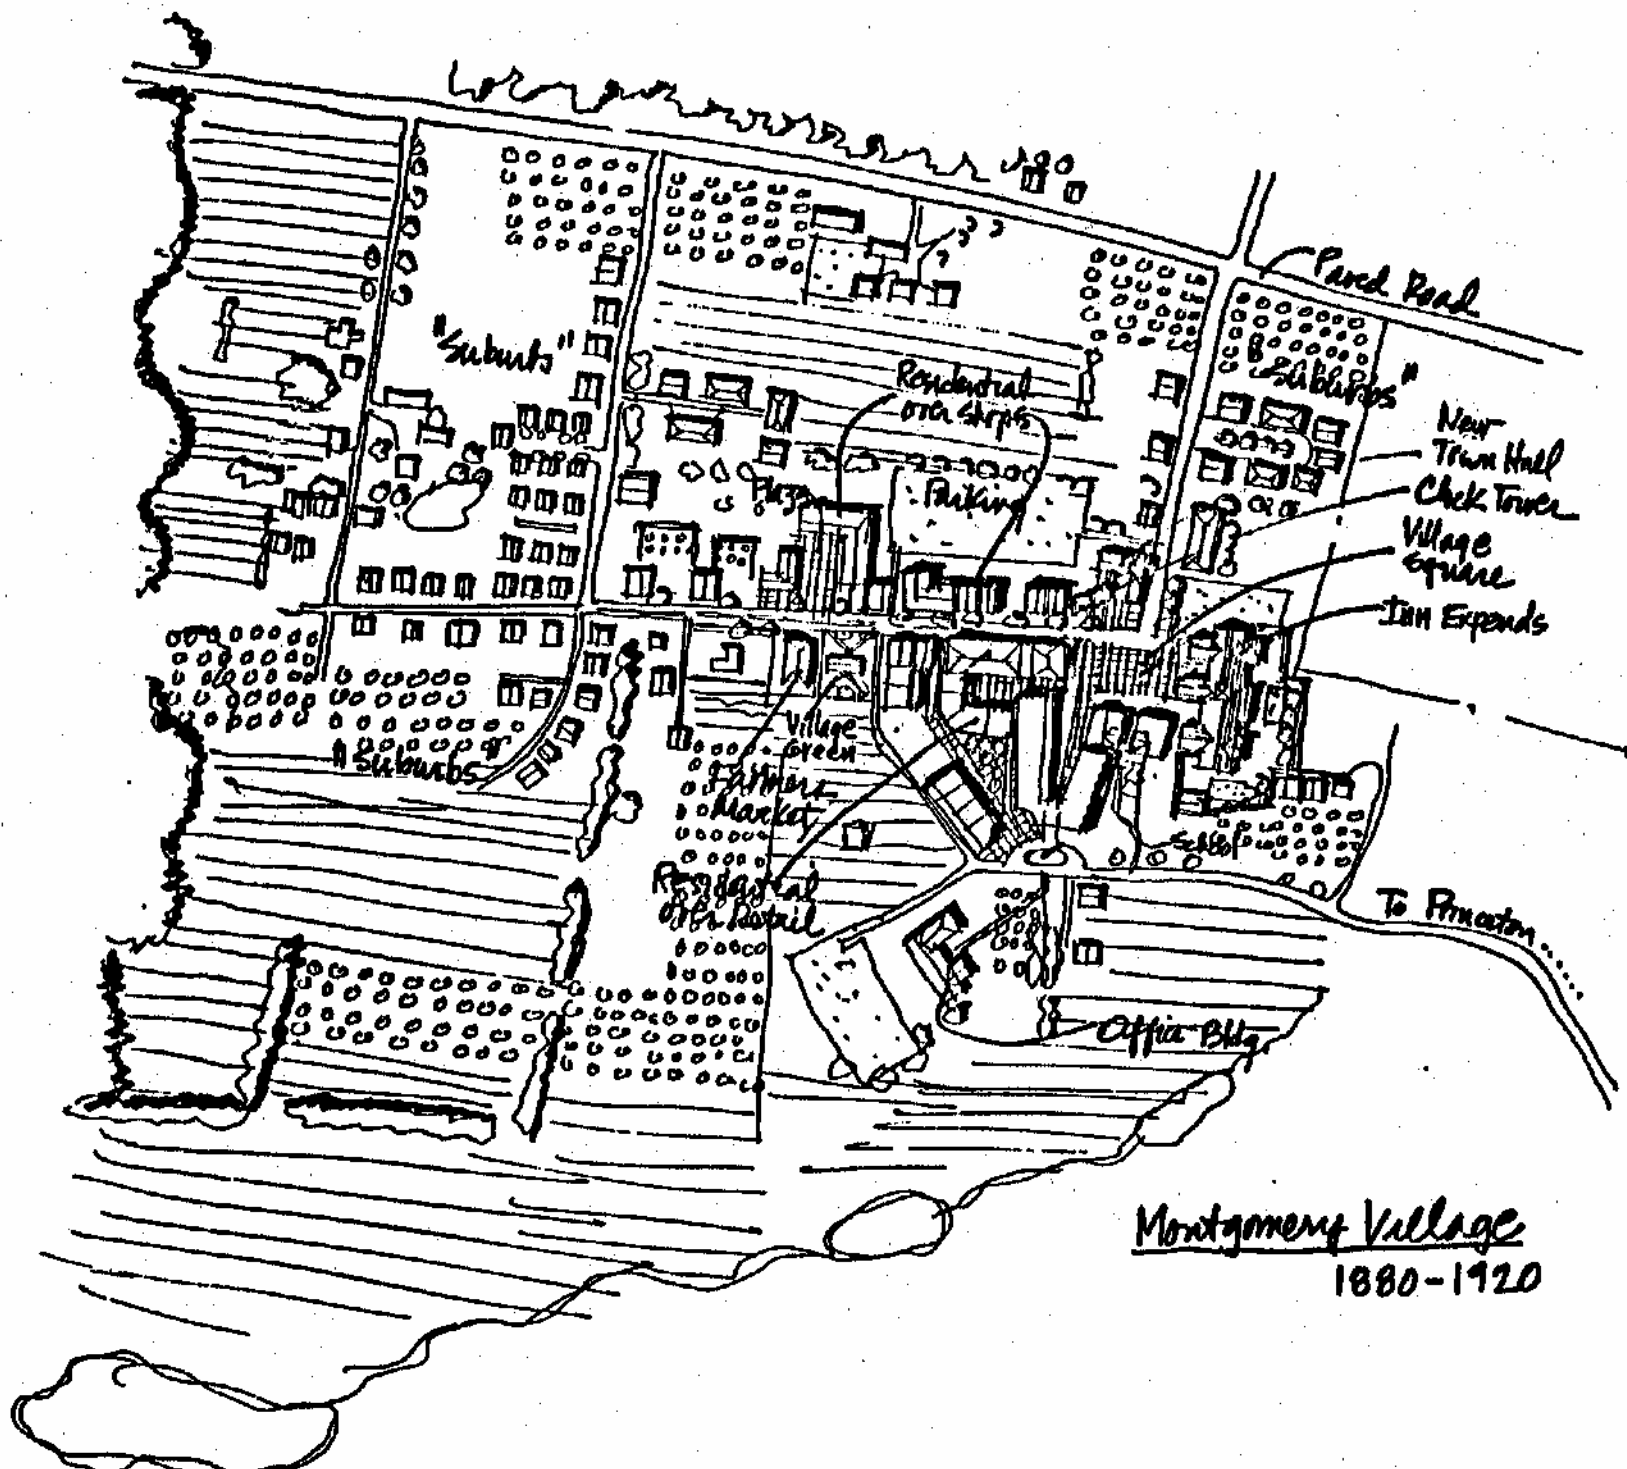 Paved Road
"Suburbs"
"Suburbs"
Residential
over shops
New
Town Hall
Clock Tower
Plaza
Parking
Village
Square
Inn Expands
Village
Green
Farmers
Market
"Suburbs"
School
Residential
over Retail
To Princeton....
Office Bldg.
Montgomery Village
1880-1920